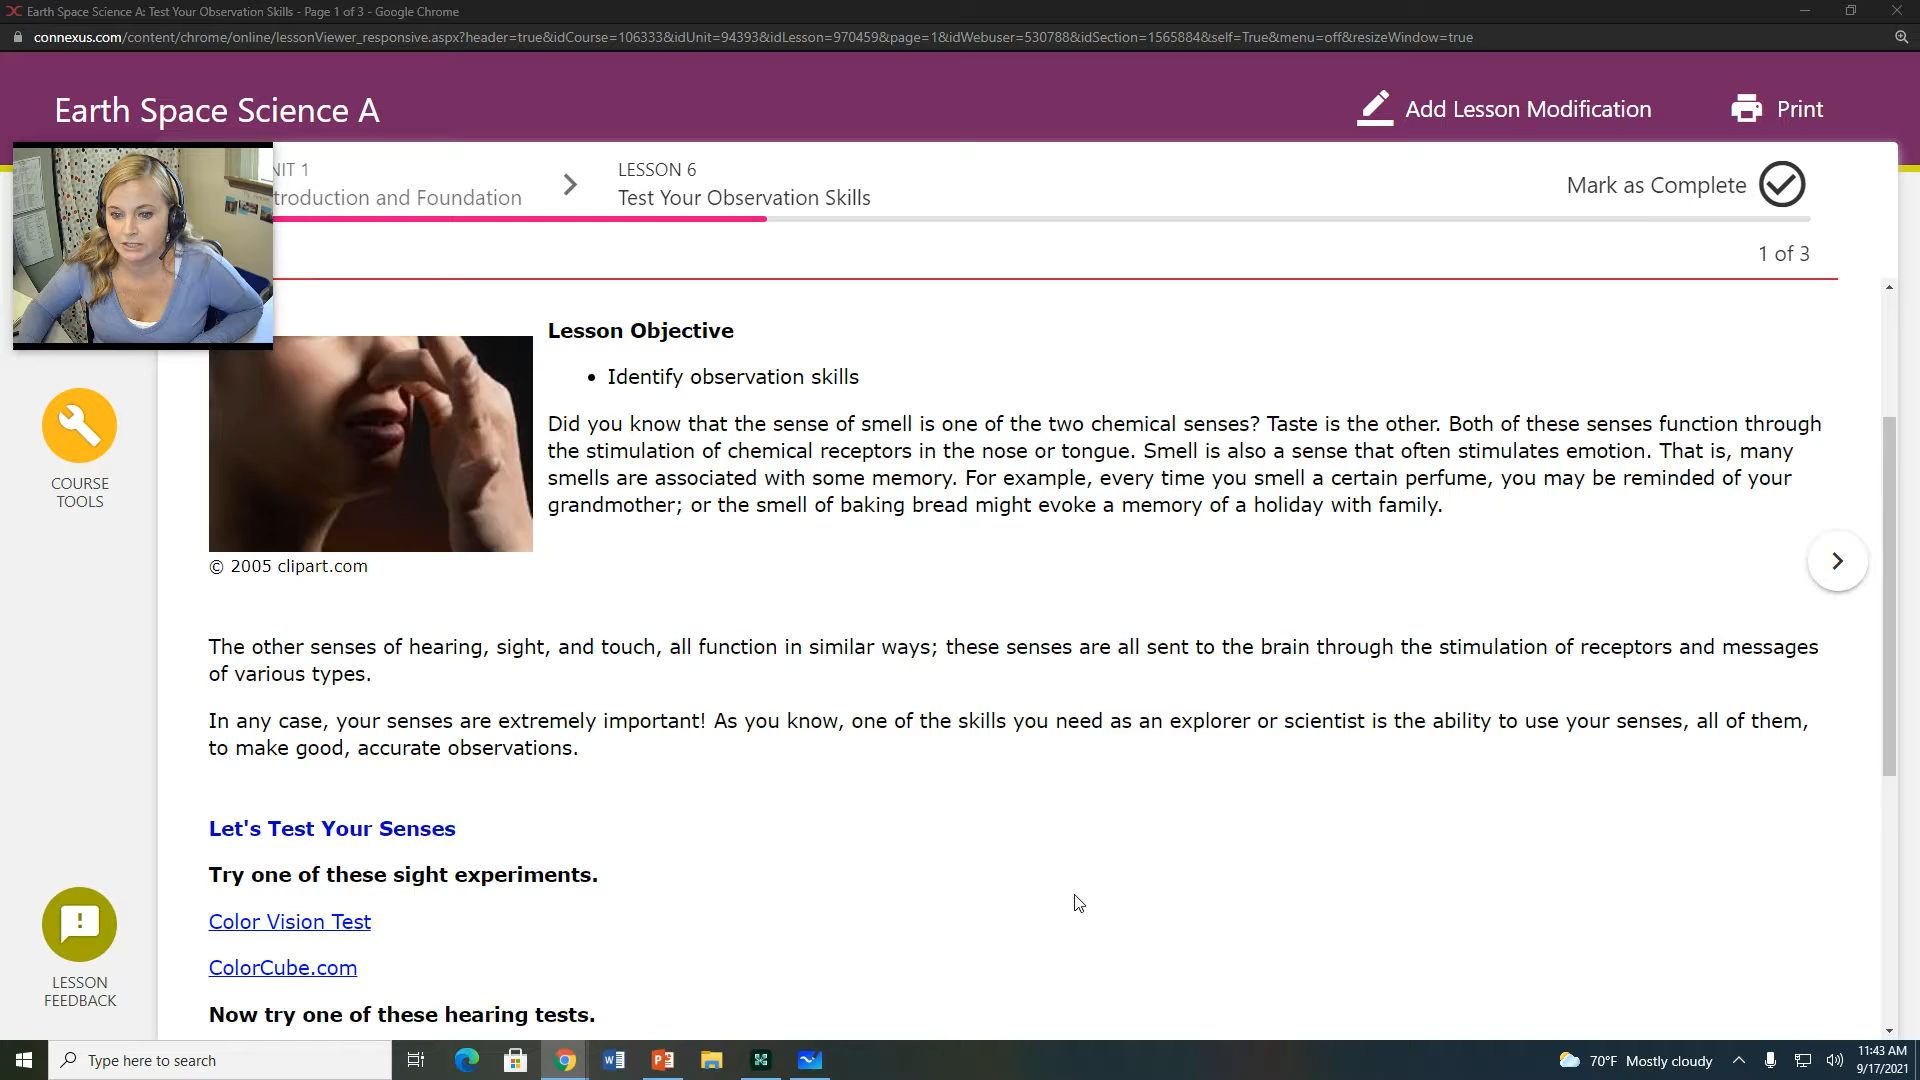 Earth Space Science A: Test Your Observation Skills - Page 1 of 3 - Google Chrome
connexus.com/content/chrome/online/lessonViewer_responsive.aspx?header=true&idCourse=106333&idUnit=94393&idLesson=970459&page=1&idWebuser=530788&idSection=1565884&self=True&menu=off&resizeWindow=true
Earth Space Science A
Add Lesson Modification
Print
NIT 1
troduction and Foundation
LESSON 6
Test Your Observation Skills
Mark as Complete
1 of 3
Lesson Objective
• Identify observation skills
Did you know that the sense of smell is one of the two chemical senses? Taste is the other. Both of these senses function through
the stimulation of chemical receptors in the nose or tongue. Smell is also a sense that often stimulates emotion. That is, many
smells are associated with some memory. For example, every time you smell a certain perfume, you may be reminded of your
grandmother; or the smell of baking bread might evoke a memory of a holiday with family.
© 2005 clipart.com
The other senses of hearing, sight, and touch, all function in similar ways; these senses are all sent to the brain through the stimulation of receptors and messages
of various types.
In any case, your senses are extremely important! As you know, one of the skills you need as an explorer or scientist is the ability to use your senses, all of them,
to make good, accurate observations.
Let's Test Your Senses
Try one of these sight experiments.
Color Vision Test
ColorCube.com
Now try one of these hearing tests.
COURSE
TOOLS
LESSON
FEEDBACK
Type here to search
70°F Mostly cloudy
11:43 AM
9/17/2021